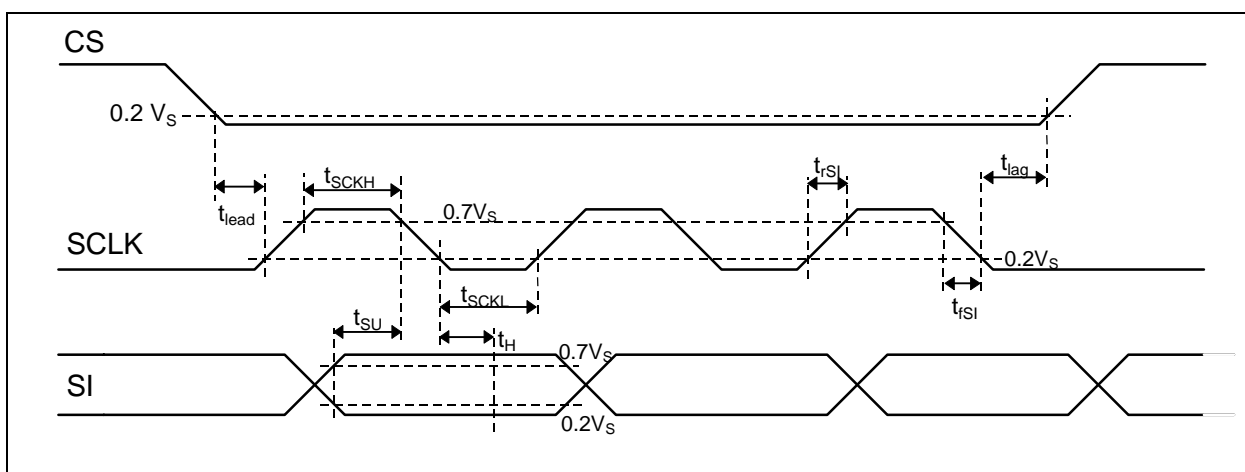 CS
0.2 VS
tlead
tSCKH
trSI
tlag
0.7VS
SCLK
0.2VS
tSCKL
tfSI
tSU
tH
0.7VS
SI
0.2VS